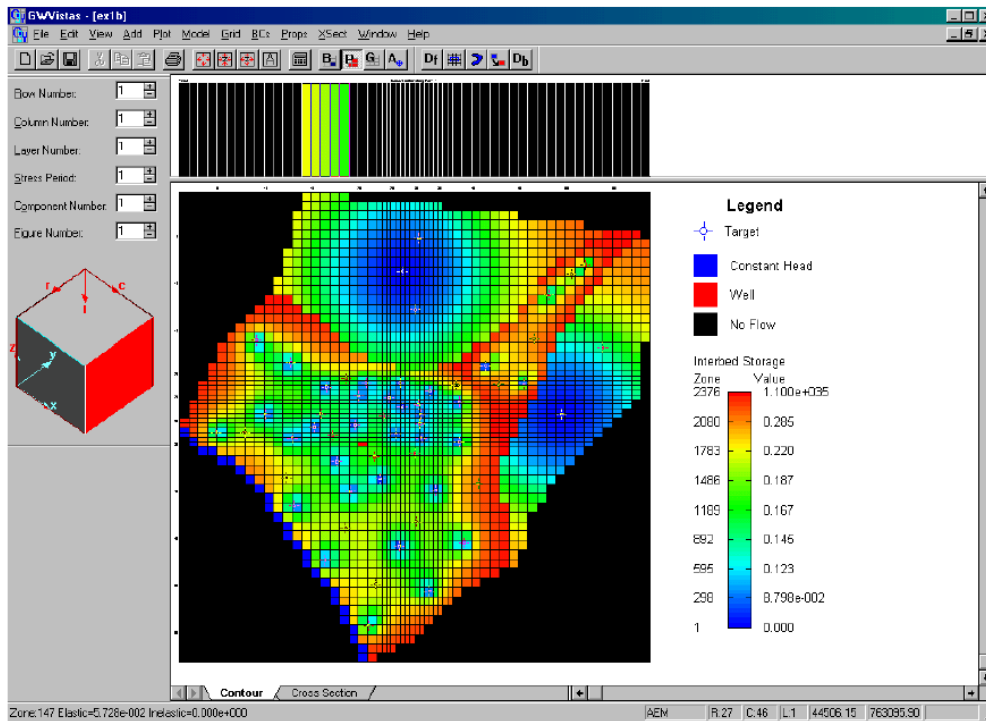 GWVistas - [ex1b]
File Edit View Add Plot Model Grid BCs Props XSect Window Help
Row Number: 1
Column Number: 1
Layer Number: 1
Stress Period: 1
Component Number: 1
Figure Number: 1
r c
l
Z
y
x
Legend
Target
Constant Head
Well
No Flow
Interbed Storage
Zone Value
2376 1.100e+035
2080 0.285
1783 0.220
1486 0.167
1189 0.145
892 0.146
595 0.123
298 8.798e-002
1 0.000
Contour Cross Section
Zone:147 Elastic=5.728e-002 Inelastic=0.000e+000 AEM R:27 C:46 L:1 44506.15 763095.90